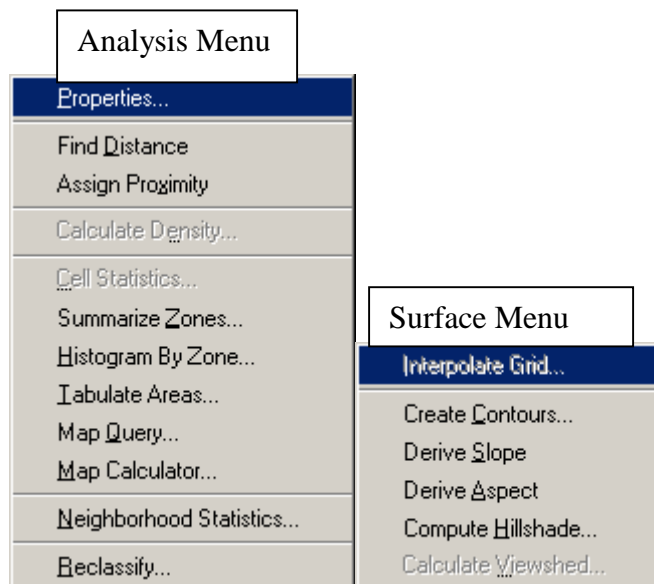 Analysis Menu
Properties...
Find Distance
Assign Proximity
Calculate Density...
Cell Statistics...
Summarize Zones...
Histogram By Zone...
Tabulate Areas...
Map Query...
Map Calculator...
Neighborhood Statistics...
Reclassify...
Surface Menu
Interpolate Grid...
Create Contours...
Derive Slope
Derive Aspect
Compute Hillshade...
Calculate Viewshed...